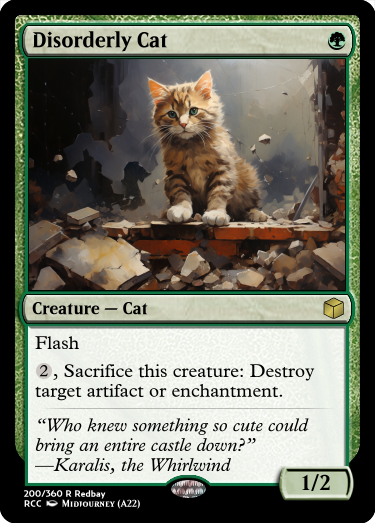 Disorderly Cat
Creature — Cat
Flash
2, Sacrifice this creature: Destroy
target artifact or enchantment.
“Who knew something so cute could
bring an entire castle down?”
—Karalis, the Whirlwind
1/2
200/360 R Redbay
RCC Midjourney (A22)